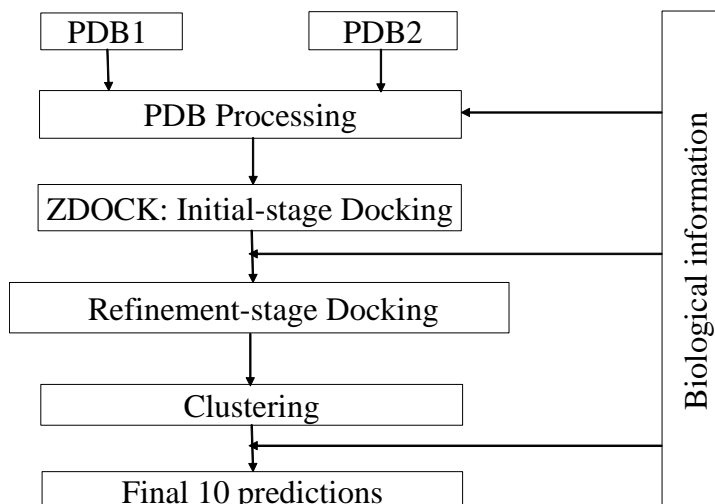 PDB1
PDB2
PDB Processing
ZDOCK: Initial-stage Docking
Refinement-stage Docking
Clustering
Final 10 predictions
Biological information